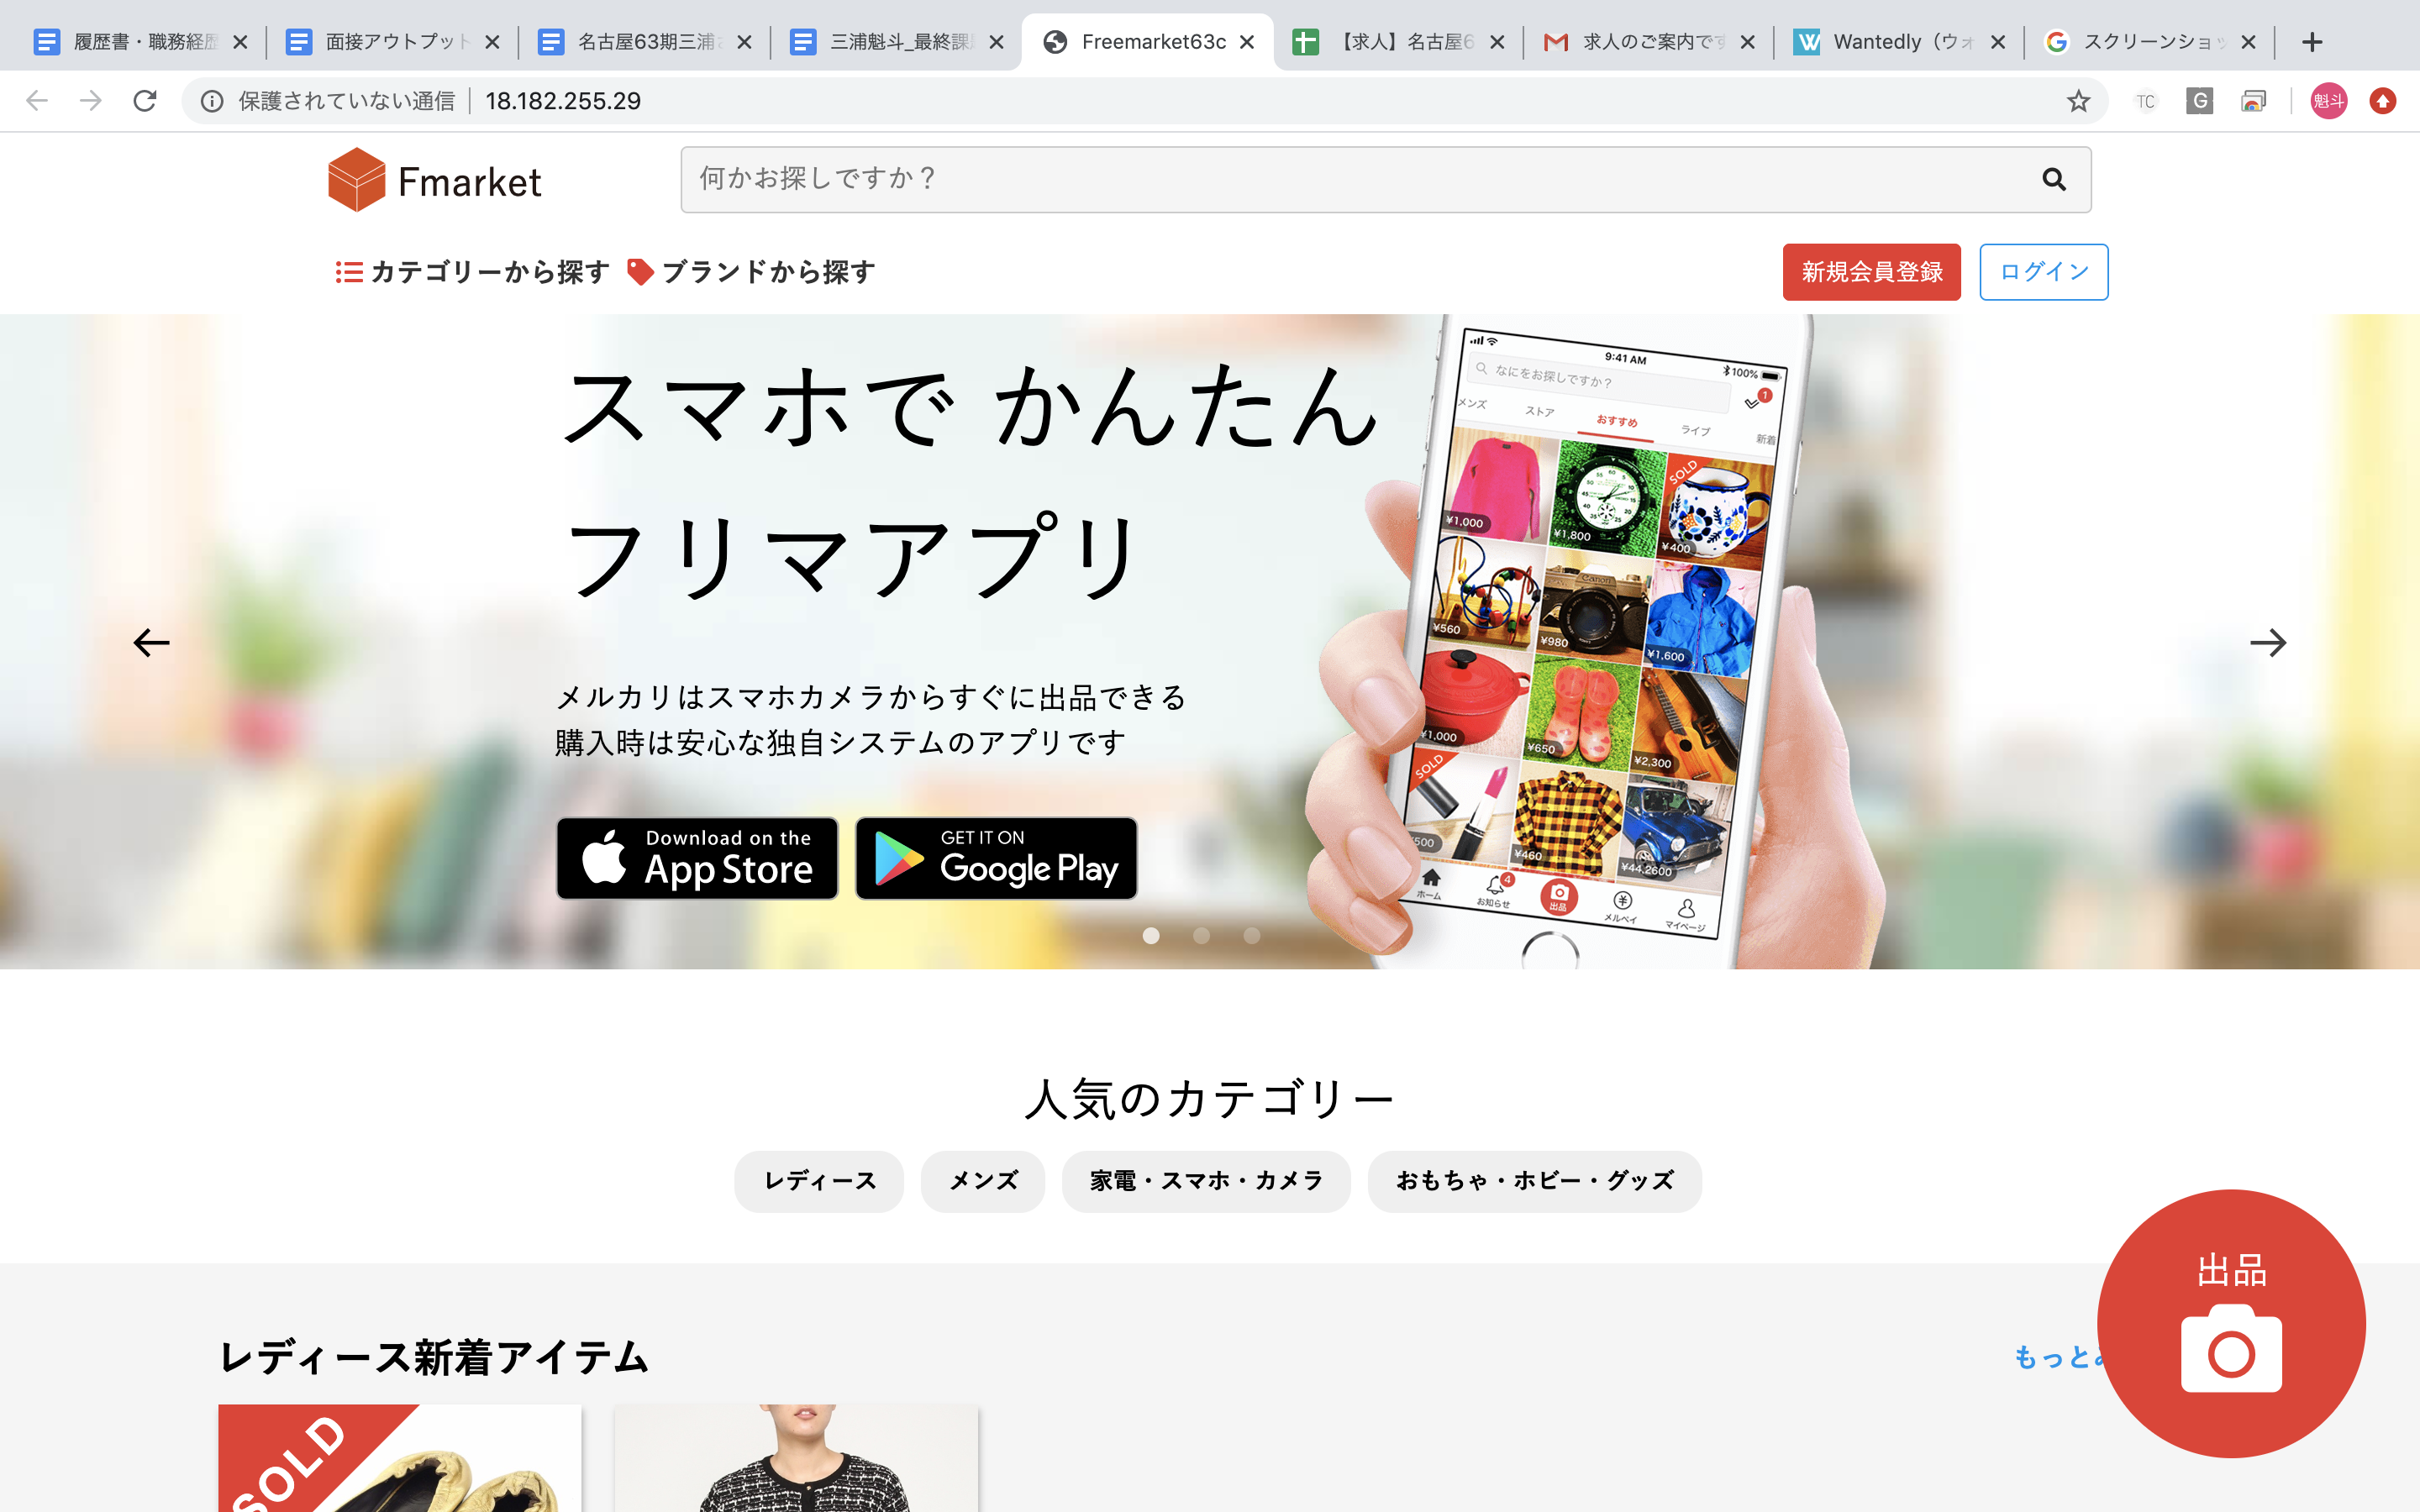 履歴書・職務経歴
面接アウトプット
名古屋63期三浦さ
三浦魁斗_最終課
Freemarket63c
【求人】名古屋6
求人のご案内です
Wantedly（ウォ
スクリーンショッ
保護されていない通信
18.182.255.29
TC
G
魁斗
Fmarket
何かお探しですか？
カテゴリーから探す
ブランドから探す
新規会員登録
ログイン
スマホで かんたん
フリマアプリ
メルカリはスマホカメラからすぐに出品できる
購入時は安心な独自システムのアプリです
Download on the
App Store
GET IT ON
Google Play
9:41 AM
100%
なにをお探しですか？
1
メンズ
ストア
おすすめ
ライブ
新着
¥1,000
¥1,800
SOLD
¥400
¥560
Canon
¥980
¥1,600
¥1,000
¥650
¥2,300
SOLD
500
¥460
¥44,2600
ホーム
4
お知らせ
出品
メルペイ
マイページ
人気のカテゴリー
レディース
メンズ
家電・スマホ・カメラ
おもちゃ・ホビー・グッズ
レディース新着アイテム
もっとみ
出品
SOLD